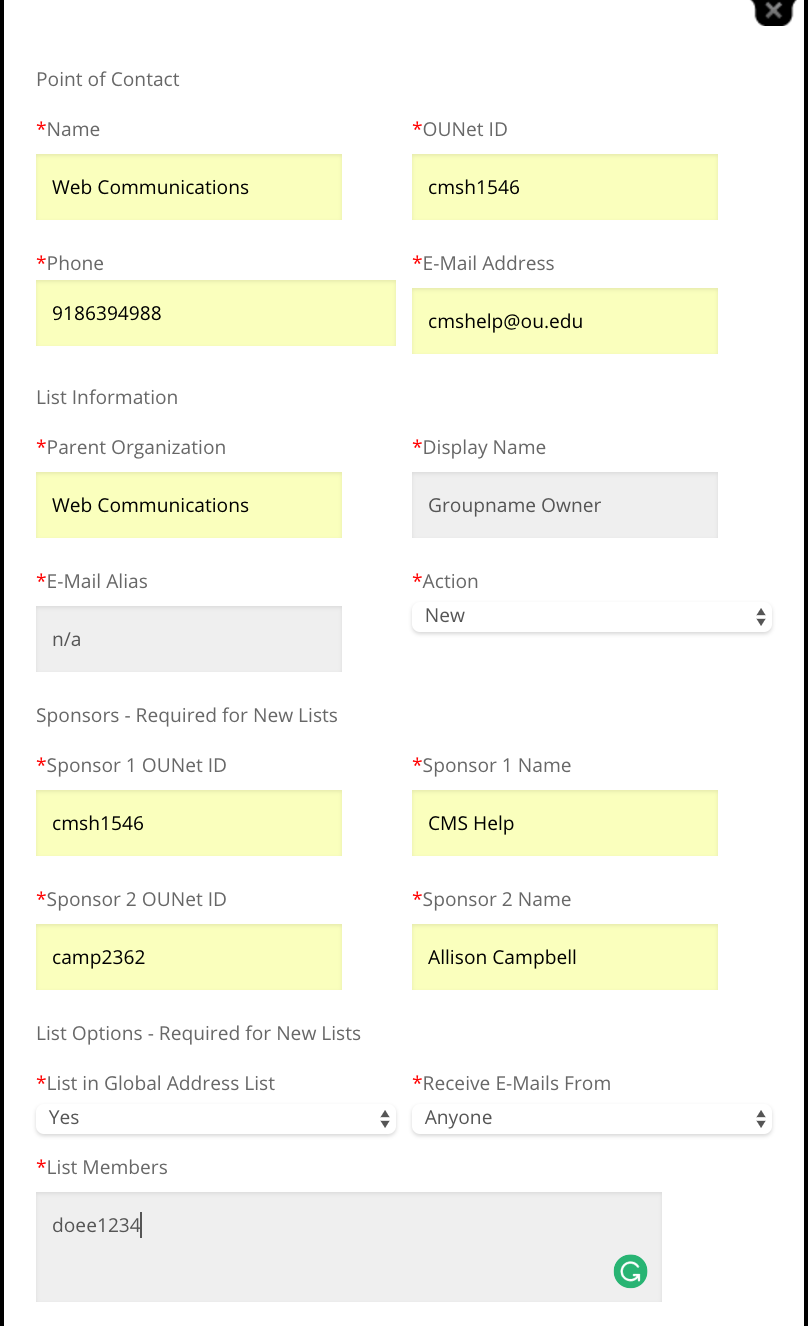 Point of Contact
*Name
*OUNet ID
Web Communications
cmsh1546
*Phone
*E-Mail Address
9186394988
cmshelp@ou.edu
List Information
*Parent Organization
*Display Name
Web Communications
Groupname Owner
*E-Mail Alias
*Action
n/a
New
Sponsors - Required for New Lists
*Sponsor 1 OUNet ID
*Sponsor 1 Name
cmsh1546
CMS Help
*Sponsor 2 OUNet ID
*Sponsor 2 Name
camp2362
Allison Campbell
List Options - Required for New Lists
*List in Global Address List
*Receive E-Mails From
Yes
Anyone
*List Members
doee1234